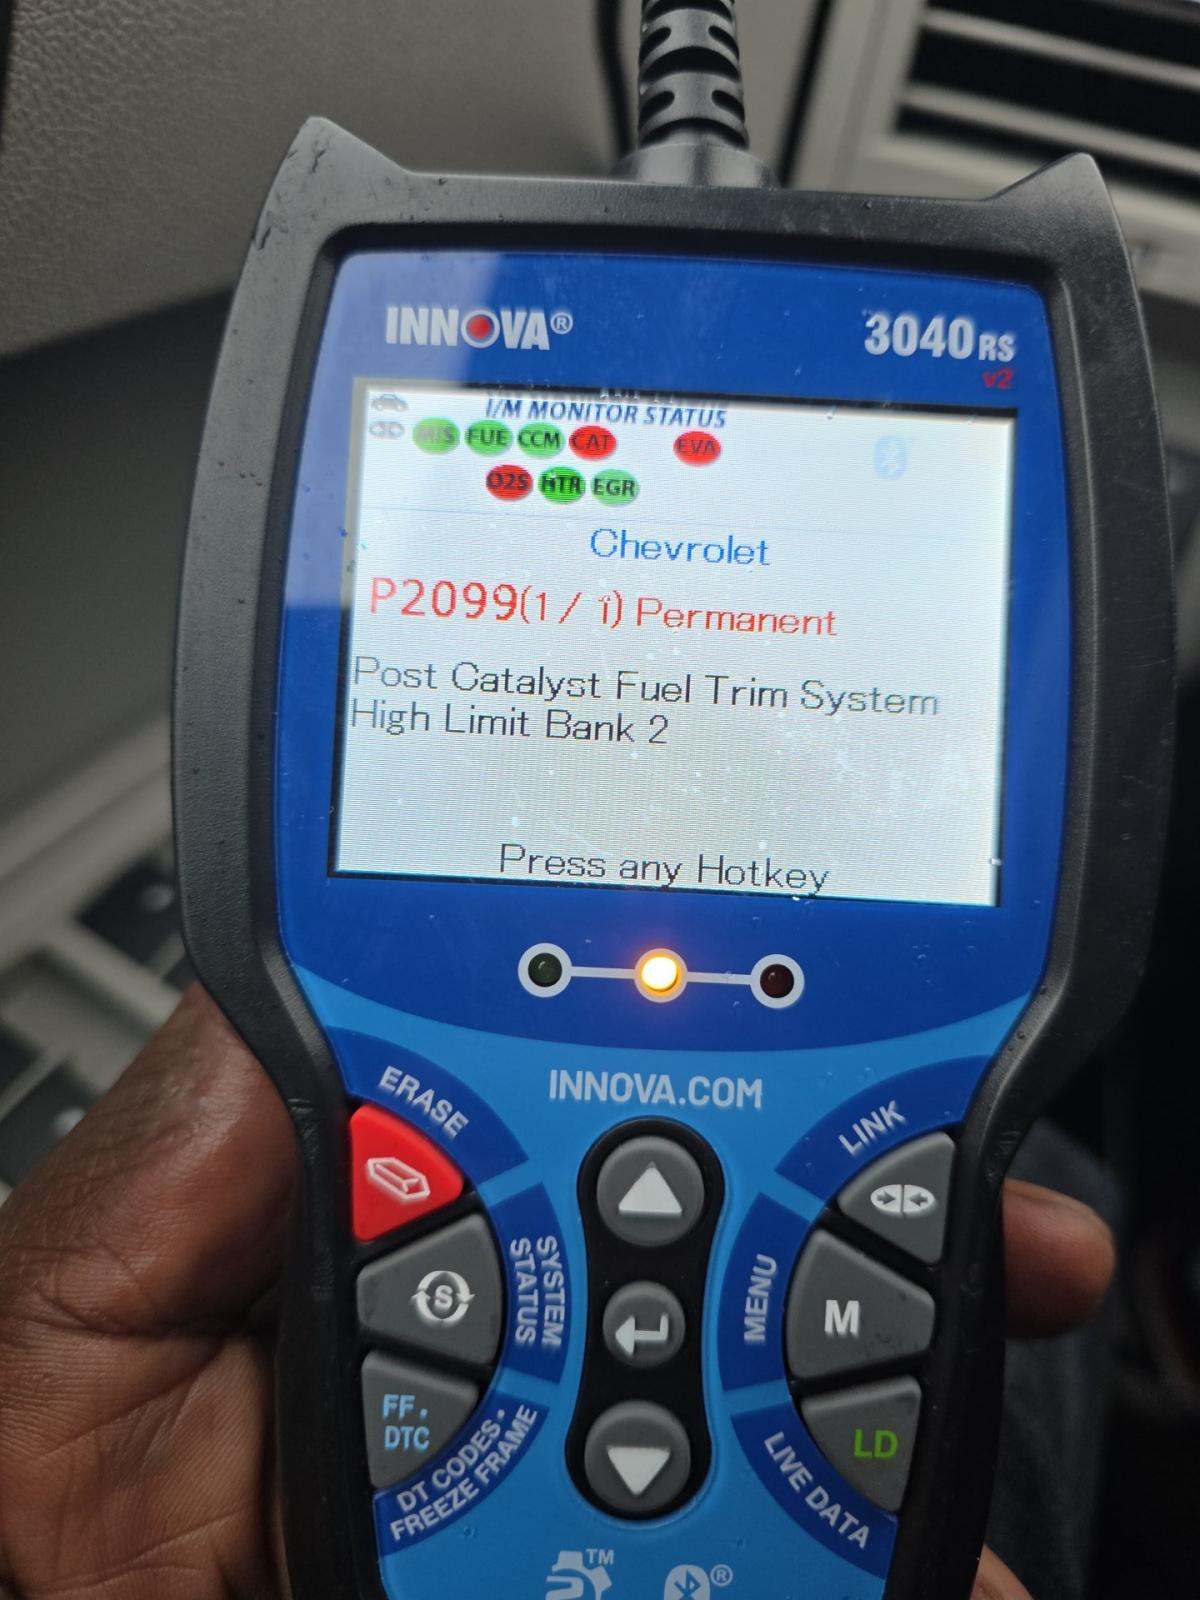 INNOVA®
3040RS
v2
I/M MONITOR STATUS
MIS FUE CCM CAT EVA
O2S HTR EGR
Chevrolet
P2099(1/ 1) Permanent
Post Catalyst Fuel Trim System
High Limit Bank 2
Press any Hotkey
INNOVA.COM
ERASE
LINK
S
SYSTEM
STATUS
MENU
M
FF.
DTC
DT CODES •
FREEZE FRAME
LD
LIVE DATA
TM
®